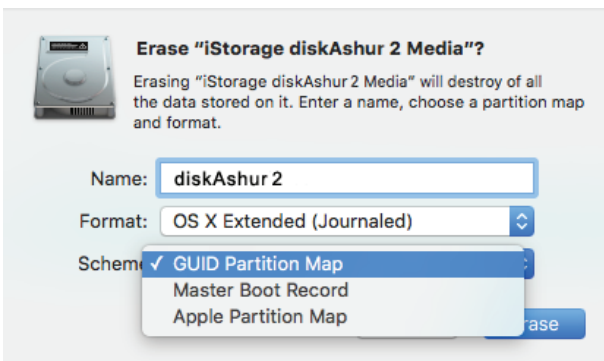 Erase “iStorage diskAshur 2 Media”?
Erasing “iStorage diskAshur 2 Media” will destroy of all
the data stored on it. Enter a name, choose a partition map
and format.
Name: diskAshur 2
Format: OS X Extended (Journaled)
Schem ✓ GUID Partition Map
Master Boot Record
Apple Partition Map
rase